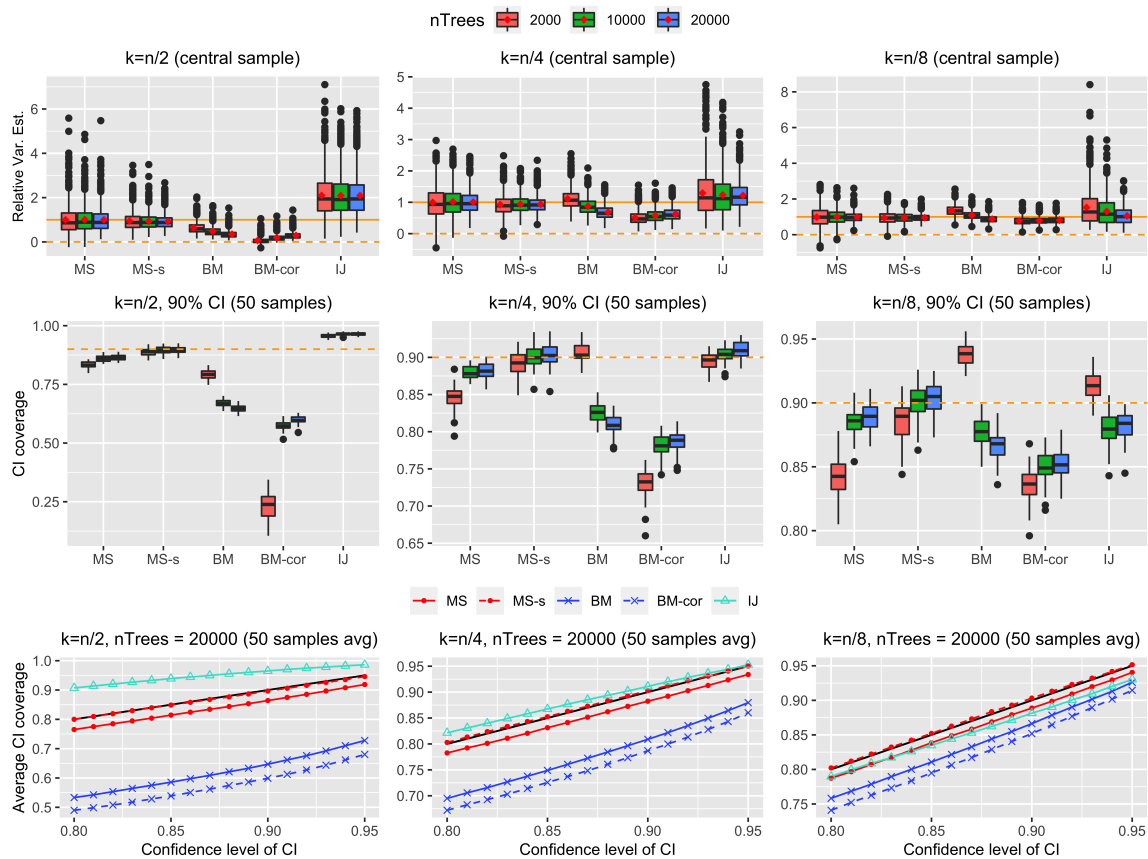 nTrees 2000 10000 20000
k=n/2 (central sample) k=n/4 (central sample) k=n/8 (central sample)
Relative Var. Est.
6
4
2
0
5
4
3
2
1
0
8
6
4
2
0
MS MS-s BM BM-cor IJ
MS MS-s BM BM-cor IJ
MS MS-s BM BM-cor IJ
k=n/2, 90% CI (50 samples) k=n/4, 90% CI (50 samples) k=n/8, 90% CI (50 samples)
CI coverage
1.00
0.75
0.50
0.25
0.90
0.85
0.80
0.75
0.70
0.65
0.95
0.90
0.85
0.80
MS MS-s BM BM-cor IJ
MS MS-s BM BM-cor IJ
MS MS-s BM BM-cor IJ
MS MS-s BM BM-cor IJ
k=n/2, nTrees = 20000 (50 samples avg) k=n/4, nTrees = 20000 (50 samples avg) k=n/8, nTrees = 20000 (50 samples avg)
Average CI coverage
1.0
0.9
0.8
0.7
0.6
0.5
0.95
0.90
0.85
0.80
0.75
0.70
0.95
0.90
0.85
0.80
0.75
0.80 0.85 0.90 0.95
0.80 0.85 0.90 0.95
0.80 0.85 0.90 0.95
Confidence level of CI Confidence level of CI Confidence level of CI